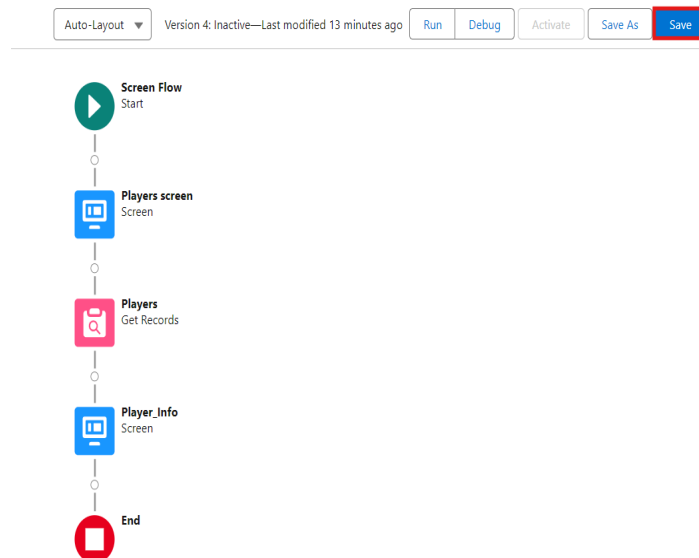 Auto-Layout Version 4: Inactive—Last modified 13 minutes ago Run Debug Activate Save As Save
Screen Flow
Start
Players screen
Screen
Players
Get Records
Player_Info
Screen
End